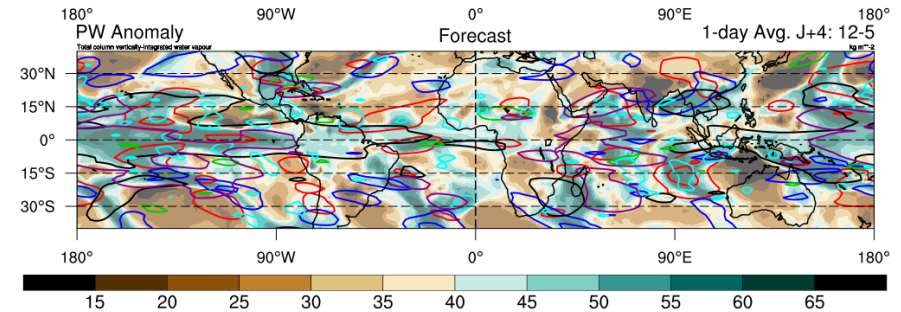 180° 90°W 0° 90°E 180°
PW Anomaly Forecast 1-day Avg. J+4: 12-5
Total column vertically-integrated water vapour kg m**-2
30°N
15°N
0°
15°S
30°S
180° 90°W 0° 90°E 180°
15 20 25 30 35 40 45 50 55 60 65